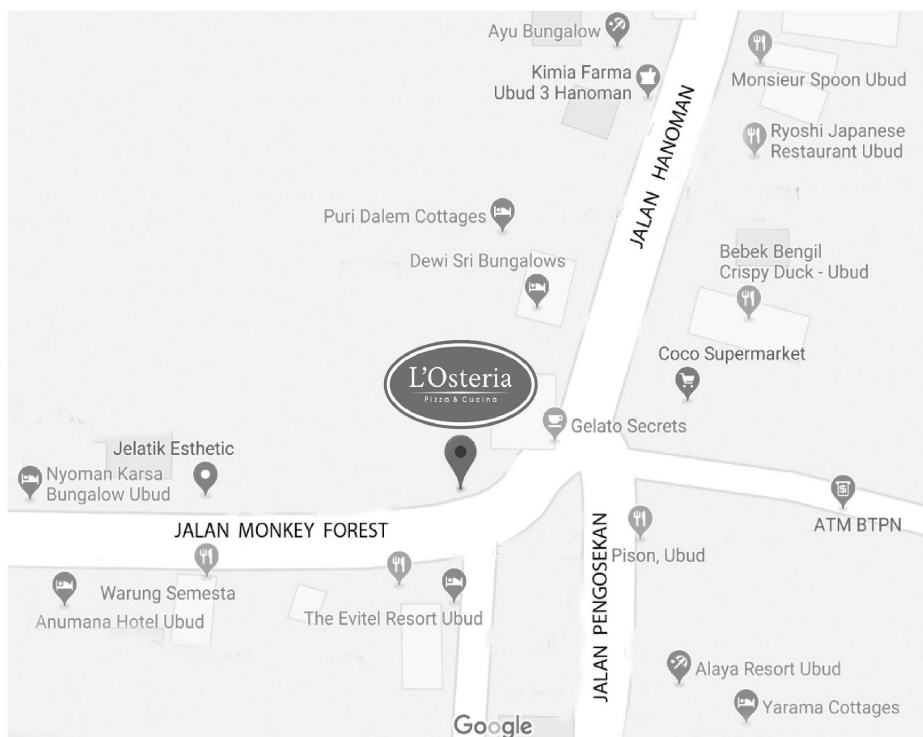 Ayu Bungalow
Kimia Farma
Ubud 3 Hanoman
JALAN HANOMAN
Monsieur Spoon Ubud
Ryoshi Japanese
Restaurant Ubud
Puri Dalem Cottages
Dewi Sri Bungalows
Bebek Bengil
Crispy Duck - Ubud
Coco Supermarket
L'Osteria
Pizza & Cucina
Gelato Secrets
Jelatik Esthetic
Nyoman Karsa
Bungalow Ubud
JALAN MONKEY FOREST
ATM BTPN
Pison, Ubud
JALAN PENGOSEKAN
Warung Semesta
Anumana Hotel Ubud
The Evitel Resort Ubud
Alaya Resort Ubud
Yarama Cottages
Google